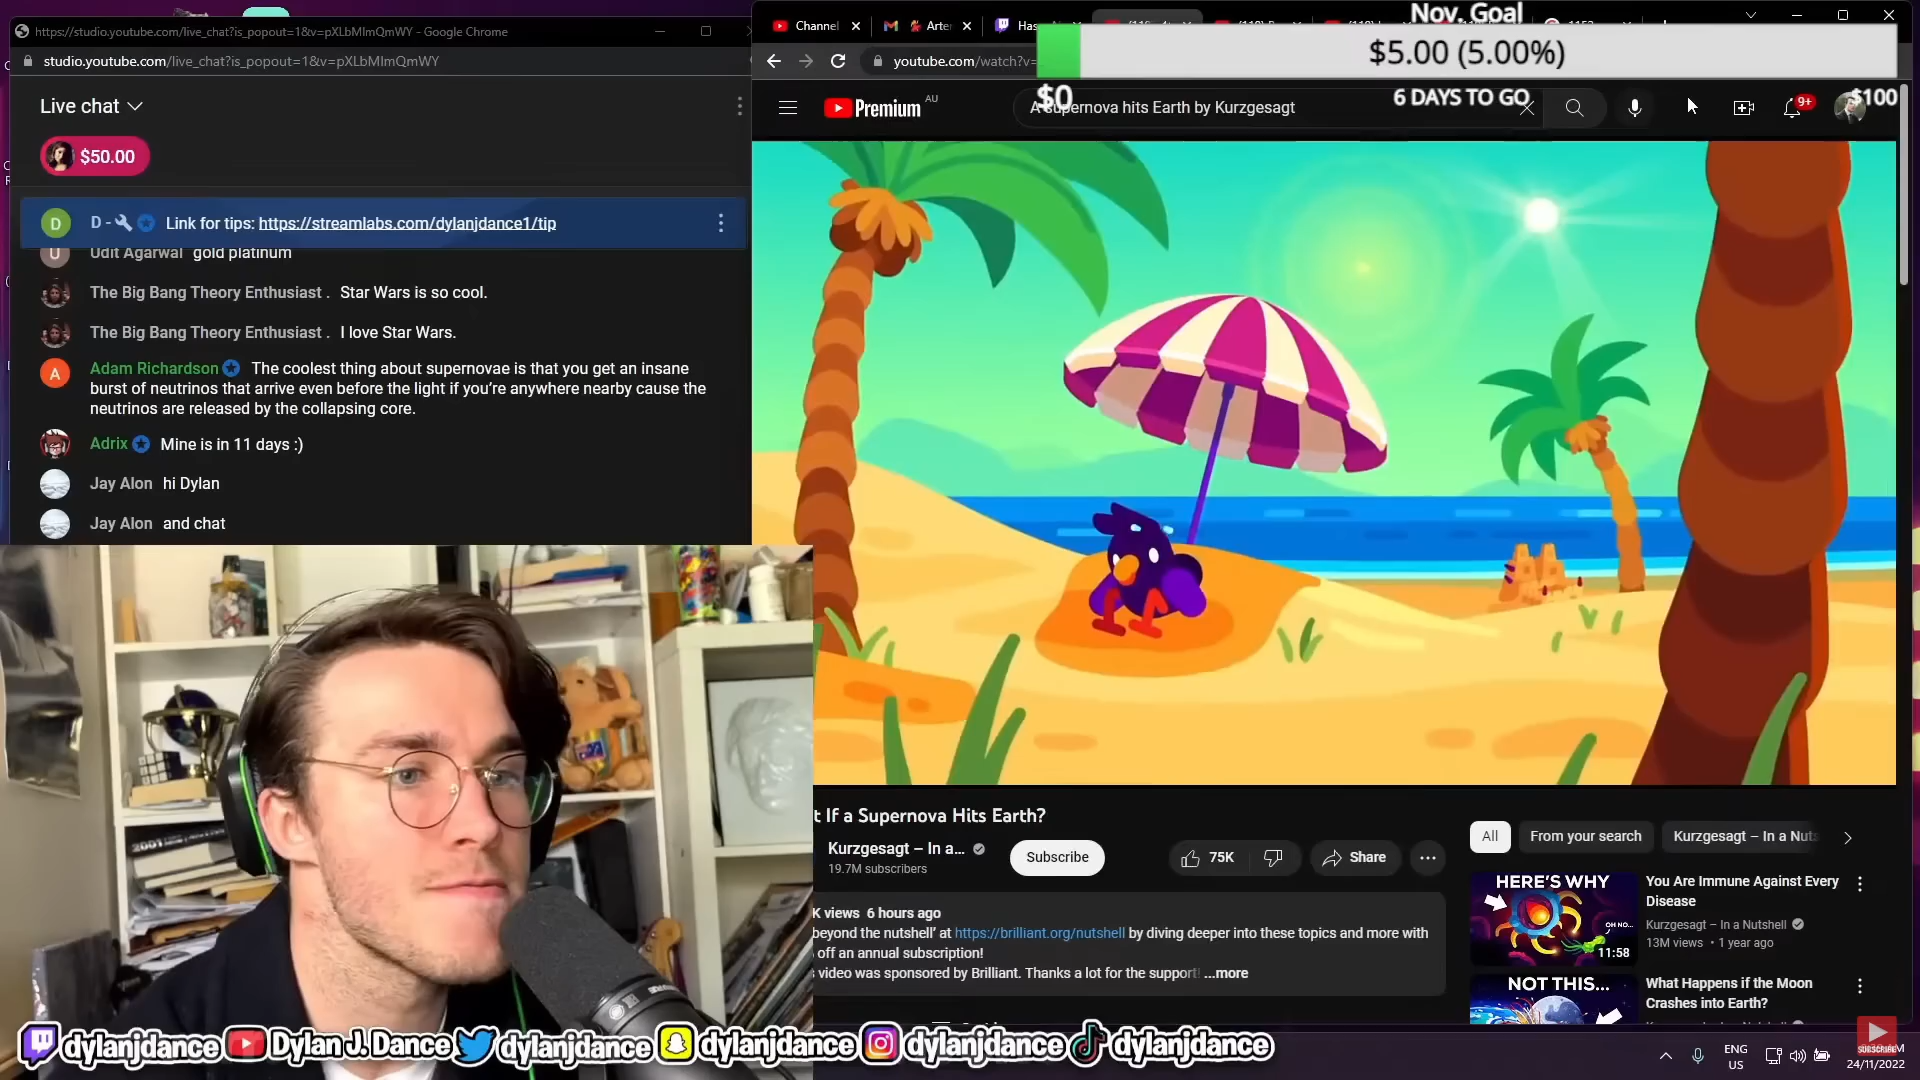 https://studio.youtube.com/live_chat?is_popout=1&v=pXLbMlmQmWY - Google Chrome
studio.youtube.com/live_chat?is_popout=1&v=pXLbMlmQmWY
Live chat
$50.00
D - Link for tips: https://streamlabs.com/dylanjdance1/tip
Udit Agarwal gold platinum
The Big Bang Theory Enthusiast . Star Wars is so cool.
The Big Bang Theory Enthusiast . I love Star Wars.
Adam Richardson The coolest thing about supernovae is that you get an insane
burst of neutrinos that arrive even before the light if you’re anywhere nearby cause the
neutrinos are released by the collapsing core.
Adrix Mine is in 11 days :)
Jay Alon hi Dylan
Jay Alon and chat
Channel
Arte
Has
Nov. Goal
$5.00 (5.00%)
$0
6 DAYS TO GO
$100
youtube.com/watch?v=
Premium AU
A supernova hits Earth by Kurzgesagt
9+
t If a Supernova Hits Earth?
Kurzgesagt – In a...
19.7M subscribers
Subscribe
75K
Share
K views 6 hours ago
beyond the nutshell’ at https://brilliant.org/nutshell by diving deeper into these topics and more with
off an annual subscription!
video was sponsored by Brilliant. Thanks a lot for the support! ...more
All
From your search
Kurzgesagt – In a Nuts
HERE'S WHY
OH NO...
11:58
You Are Immune Against Every
Disease
Kurzgesagt – In a Nutshell
13M views • 1 year ago
NOT THIS...
What Happens if the Moon
Crashes into Earth?
2001
dylanjdance
Dylan J. Dance
dylanjdance
dylanjdance
dylanjdance
dylanjdance
SUBSCRIBE
ENG
US
24/11/2022